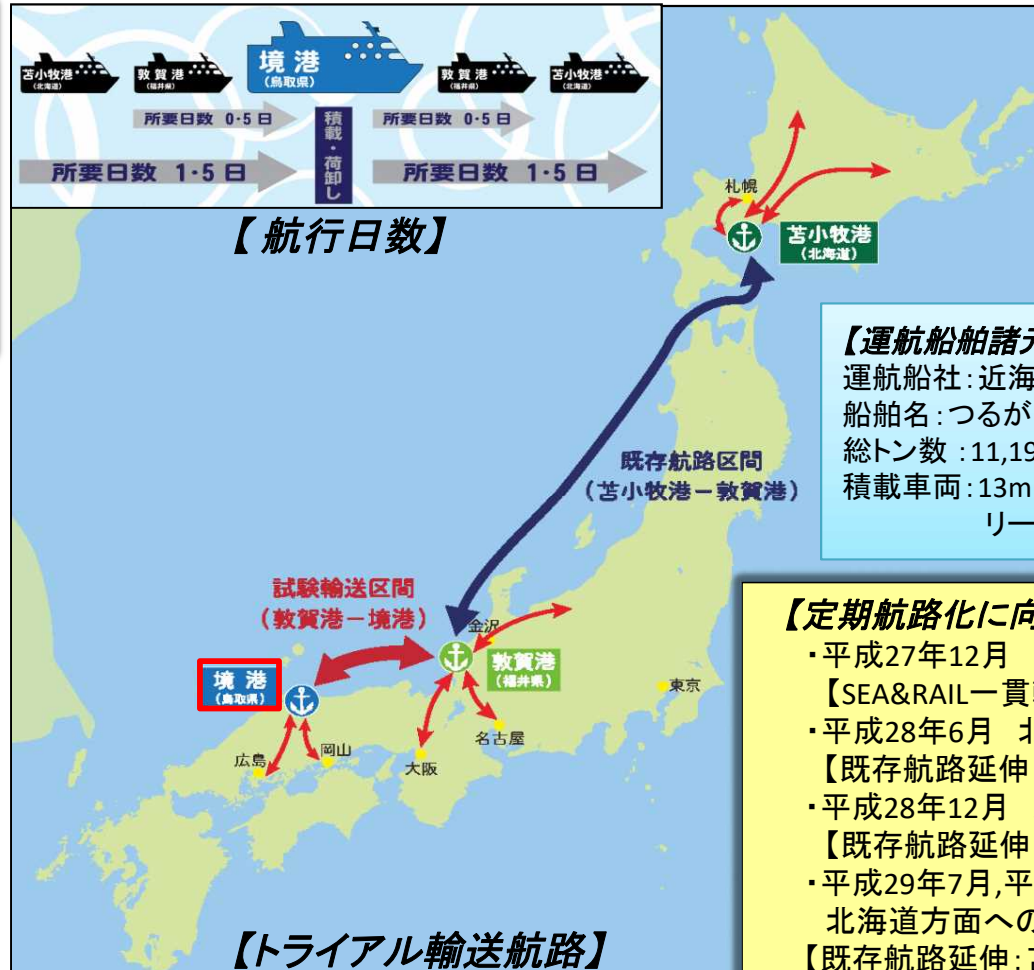 苫小牧港
(北海道)
敦賀港
(福井県)
境港
(鳥取県)
敦賀港
(福井県)
苫小牧港
(北海道)
所要日数 0・5 日
積載・荷卸し
所要日数 0・5 日
所要日数 1・5 日
所要日数 1・5 日
【 航行日数】
札幌
苫小牧港
(北海道)
【運航船舶諸元
運航船社：近海
船舶名：つるが
総トン数 ：11,19
積載車両：13m
リー
既存航路区間
(苫小牧港－敦賀港)
試験輸送区間
(敦賀港－境港)
金沢
敦賀港
(福井県)
境 港
(鳥取県)
東京
名古屋
岡山
広島
大阪
【定期航路化に向
・平成27年12月
【SEA&RAIL一貫
・平成28年6月 北
【既存航路延伸
・平成28年12月
【既存航路延伸
・平成29年7月,平
北海道方面への
【既存航路延伸：
【トライアル輸送航路】